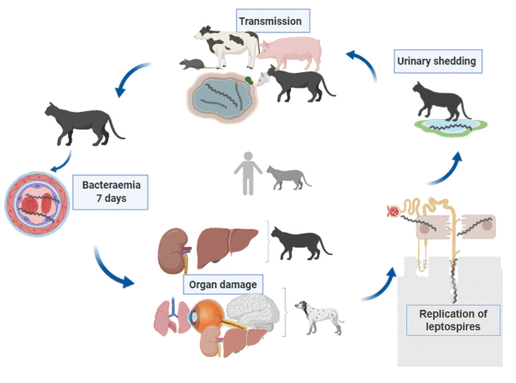 Transmission
Urinary shedding
Bacteraemia
7 days
Organ damage
Replication of
leptospires